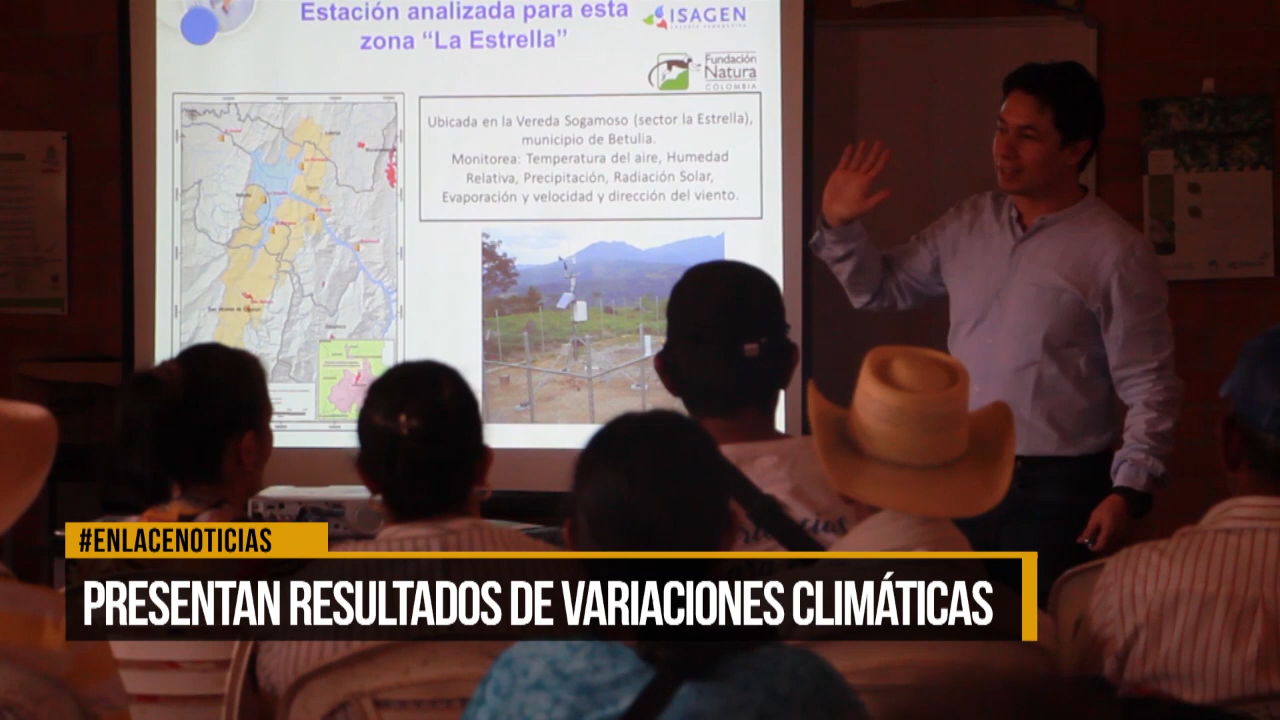 Estación analizada para esta
zona “La Estrella”
ISAGEN
Fundación
Natura
COLOMBIA
Ubicada en la Vereda Sogamoso (sector la Estrella),
municipio de Betulia.
Monitorea: Temperatura del aire, Humedad
Relativa, Precipitación, Radiación Solar,
Evaporación y velocidad y dirección del viento.
#ENLACENOTICIAS
PRESENTAN RESULTADOS DE VARIACIONES CLIMÁTICAS